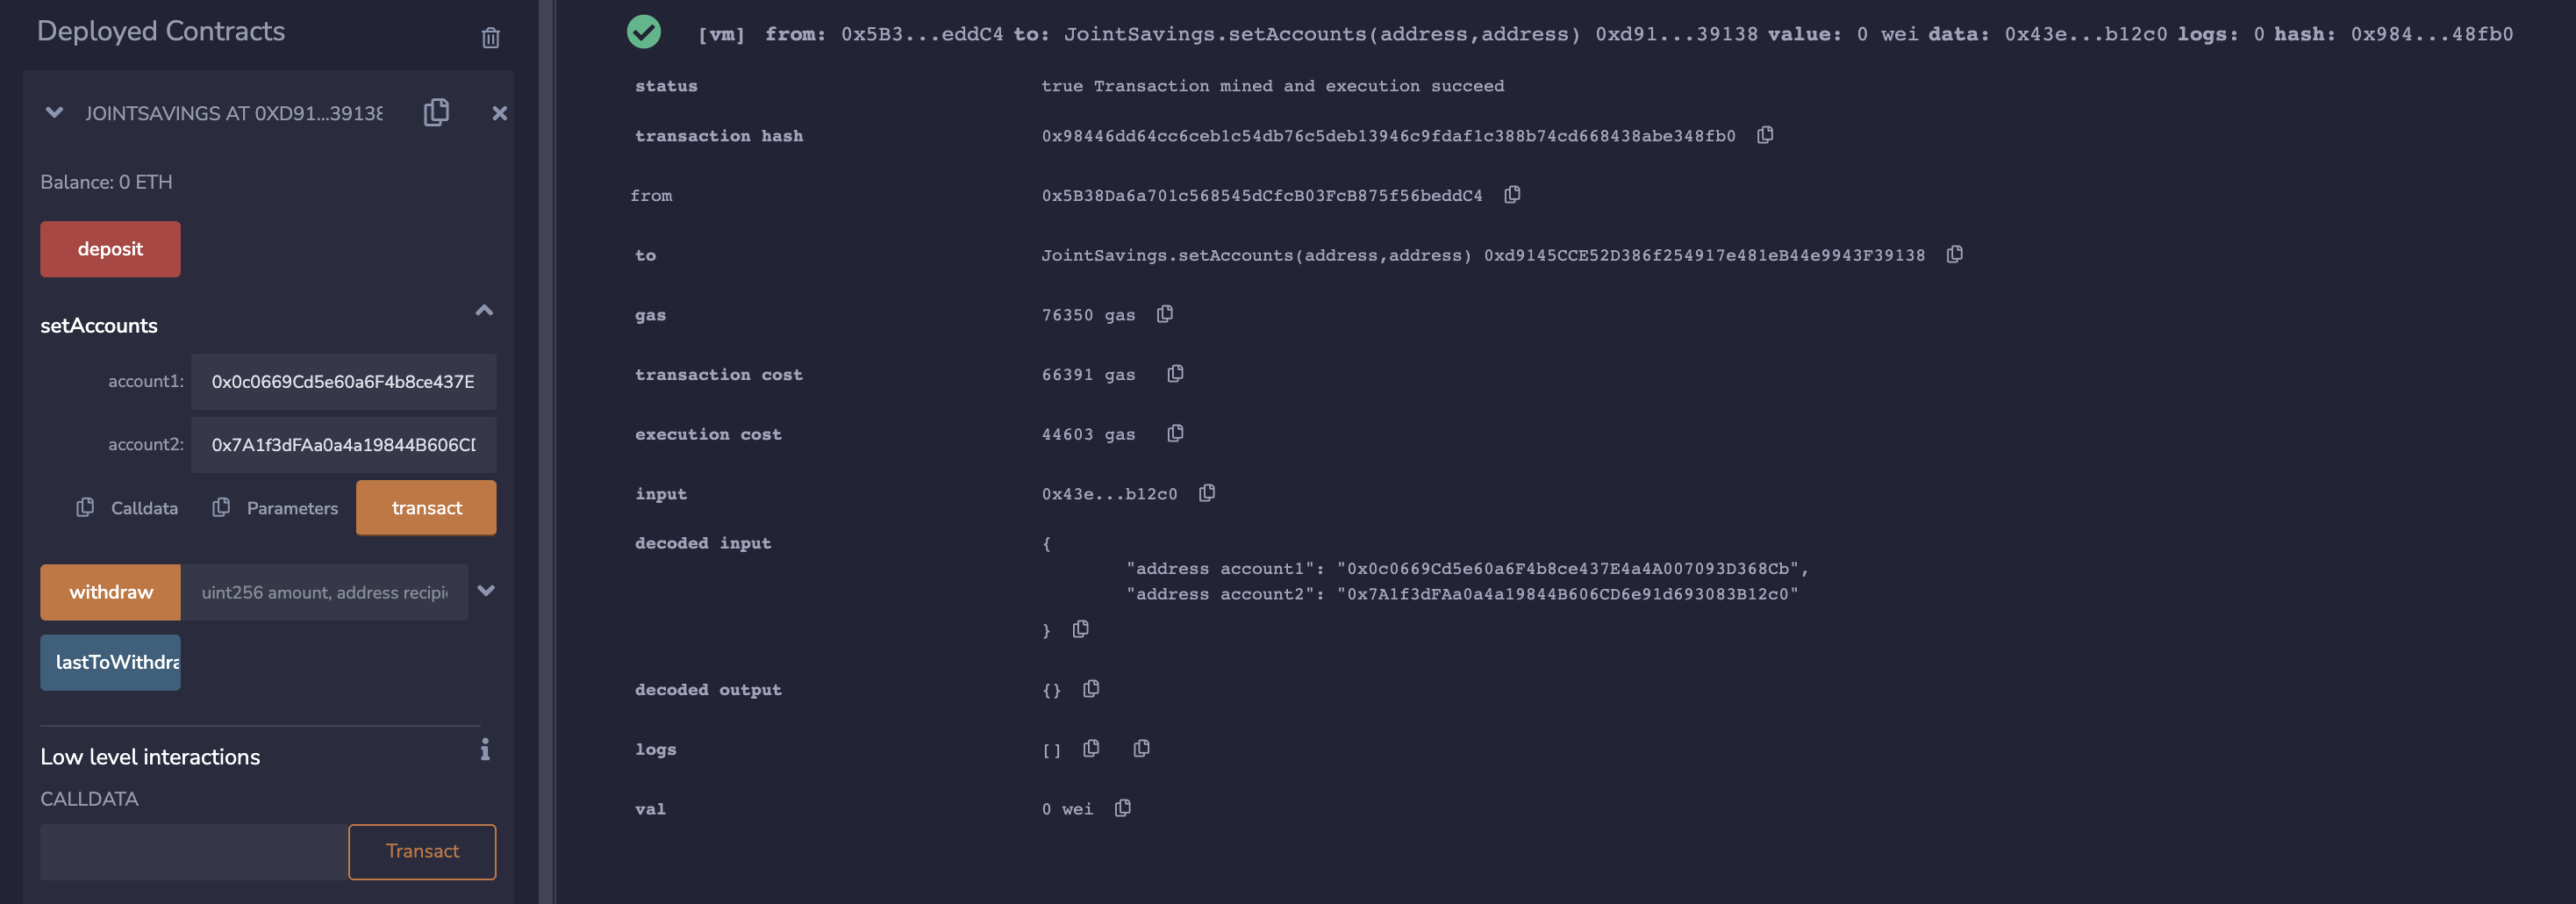 Deployed Contracts
JOINTSAVINGS AT 0XD91...39138
Balance: 0 ETH
deposit
setAccounts
account1: 0x0c0669Cd5e60a6F4b8ce437E
account2: 0x7A1f3dFAa0a4a19844B606CD
Calldata Parameters transact
withdraw uint256 amount, address recipi
lastToWithdra
Low level interactions
CALLDATA
Transact
[vm] from: 0x5B3...eddC4 to: JointSavings.setAccounts(address,address) 0xd91...39138 value: 0 wei data: 0x43e...b12c0 logs: 0 hash: 0x984...48fb0
status true Transaction mined and execution succeed
transaction hash 0x98446dd64cc6ceb1c54db76c5deb13946c9fdaf1c388b74cd668438abe348fb0
from 0x5B38Da6a701c568545dCfcB03FcB875f56beddC4
to JointSavings.setAccounts(address,address) 0xd9145CCE52D386f254917e481eB44e9943F39138
gas 76350 gas
transaction cost 66391 gas
execution cost 44603 gas
input 0x43e...b12c0
decoded input {
"address account1": "0x0c0669Cd5e60a6F4b8ce437E4a4A007093D368Cb",
"address account2": "0x7A1f3dFAa0a4a19844B606CD6e91d693083B12c0"
}
decoded output {}
logs []
val 0 wei